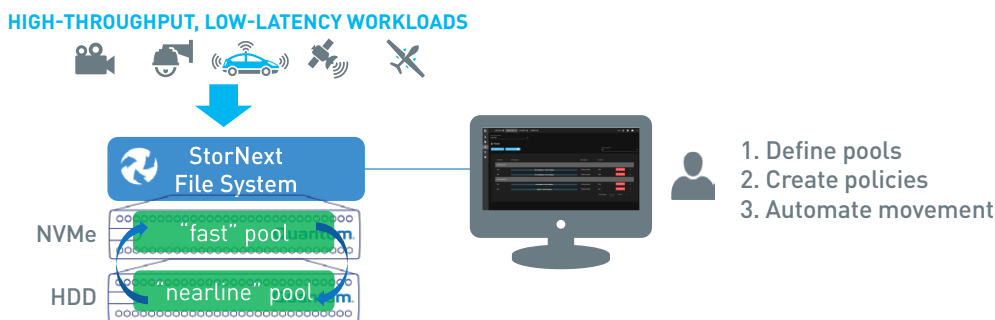 HIGH-THROUGHPUT, LOW-LATENCY WORKLOADS
StorNext
File System
NVMe
"fast" pool
HDD
"nearline" pool
1. Define pools
2. Create policies
3. Automate movement